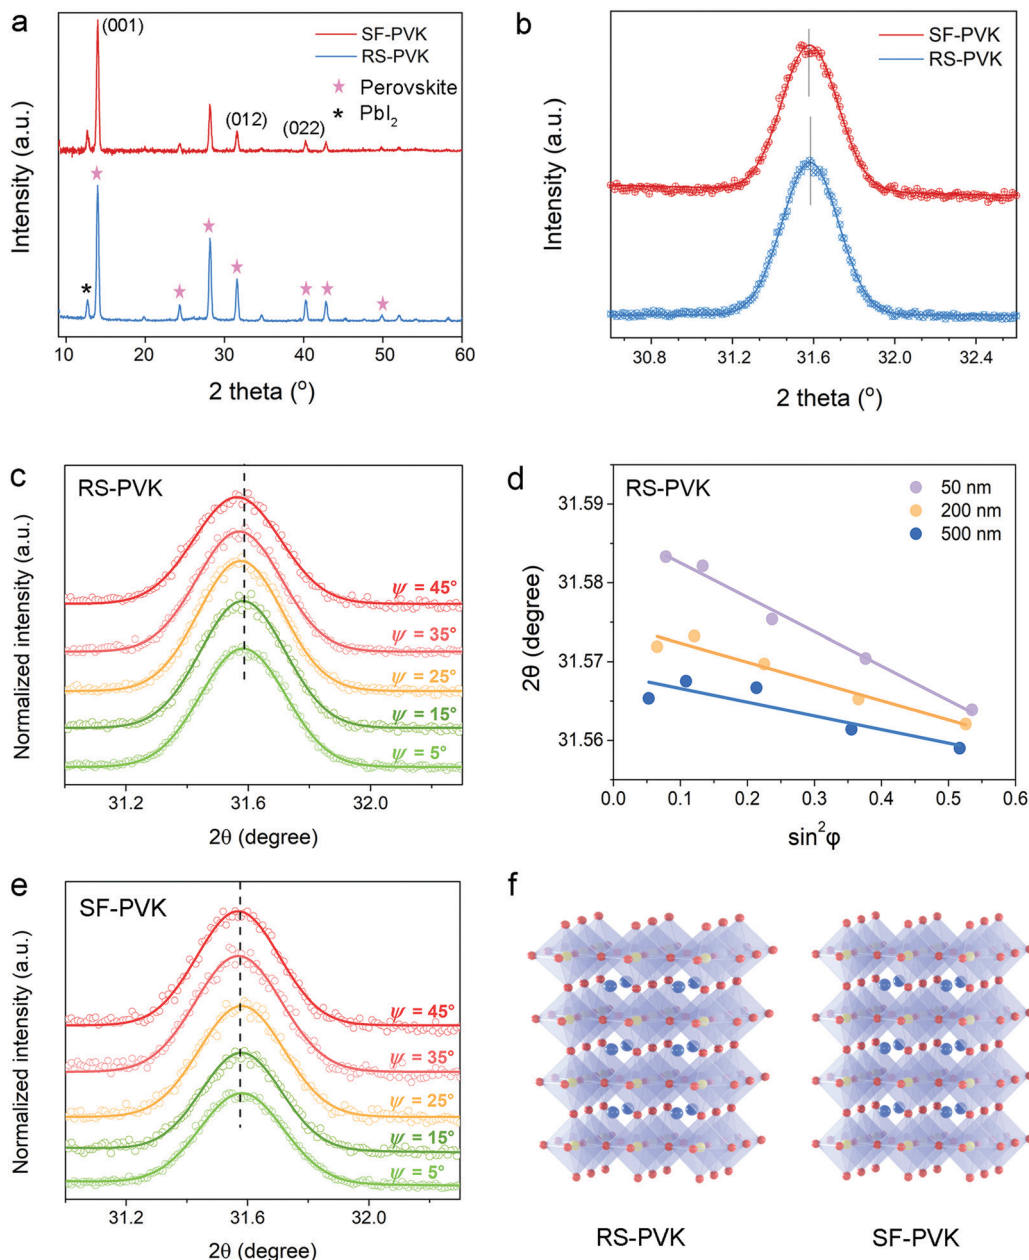 a
(001)
SF-PVK
RS-PVK
Perovskite
* PbI₂
(012)
(022)
*
Intensity (a.u.)
10 20 30 40 50 60
2 theta (°)
b
SF-PVK
RS-PVK
Intensity (a.u.)
30.8 31.2 31.6 32.0 32.4
2 theta (°)
c
RS-PVK
ψ = 45°
ψ = 35°
ψ = 25°
ψ = 15°
ψ = 5°
Normalized intensity (a.u.)
31.2 31.6 32.0
2θ (degree)
d
RS-PVK
50 nm
200 nm
500 nm
31.59
31.58
31.57
31.56
2θ (degree)
0.0 0.1 0.2 0.3 0.4 0.5 0.6
sin²φ
e
SF-PVK
ψ = 45°
ψ = 35°
ψ = 25°
ψ = 15°
ψ = 5°
Normalized intensity (a.u.)
31.2 31.6 32.0
2θ (degree)
f
RS-PVK SF-PVK